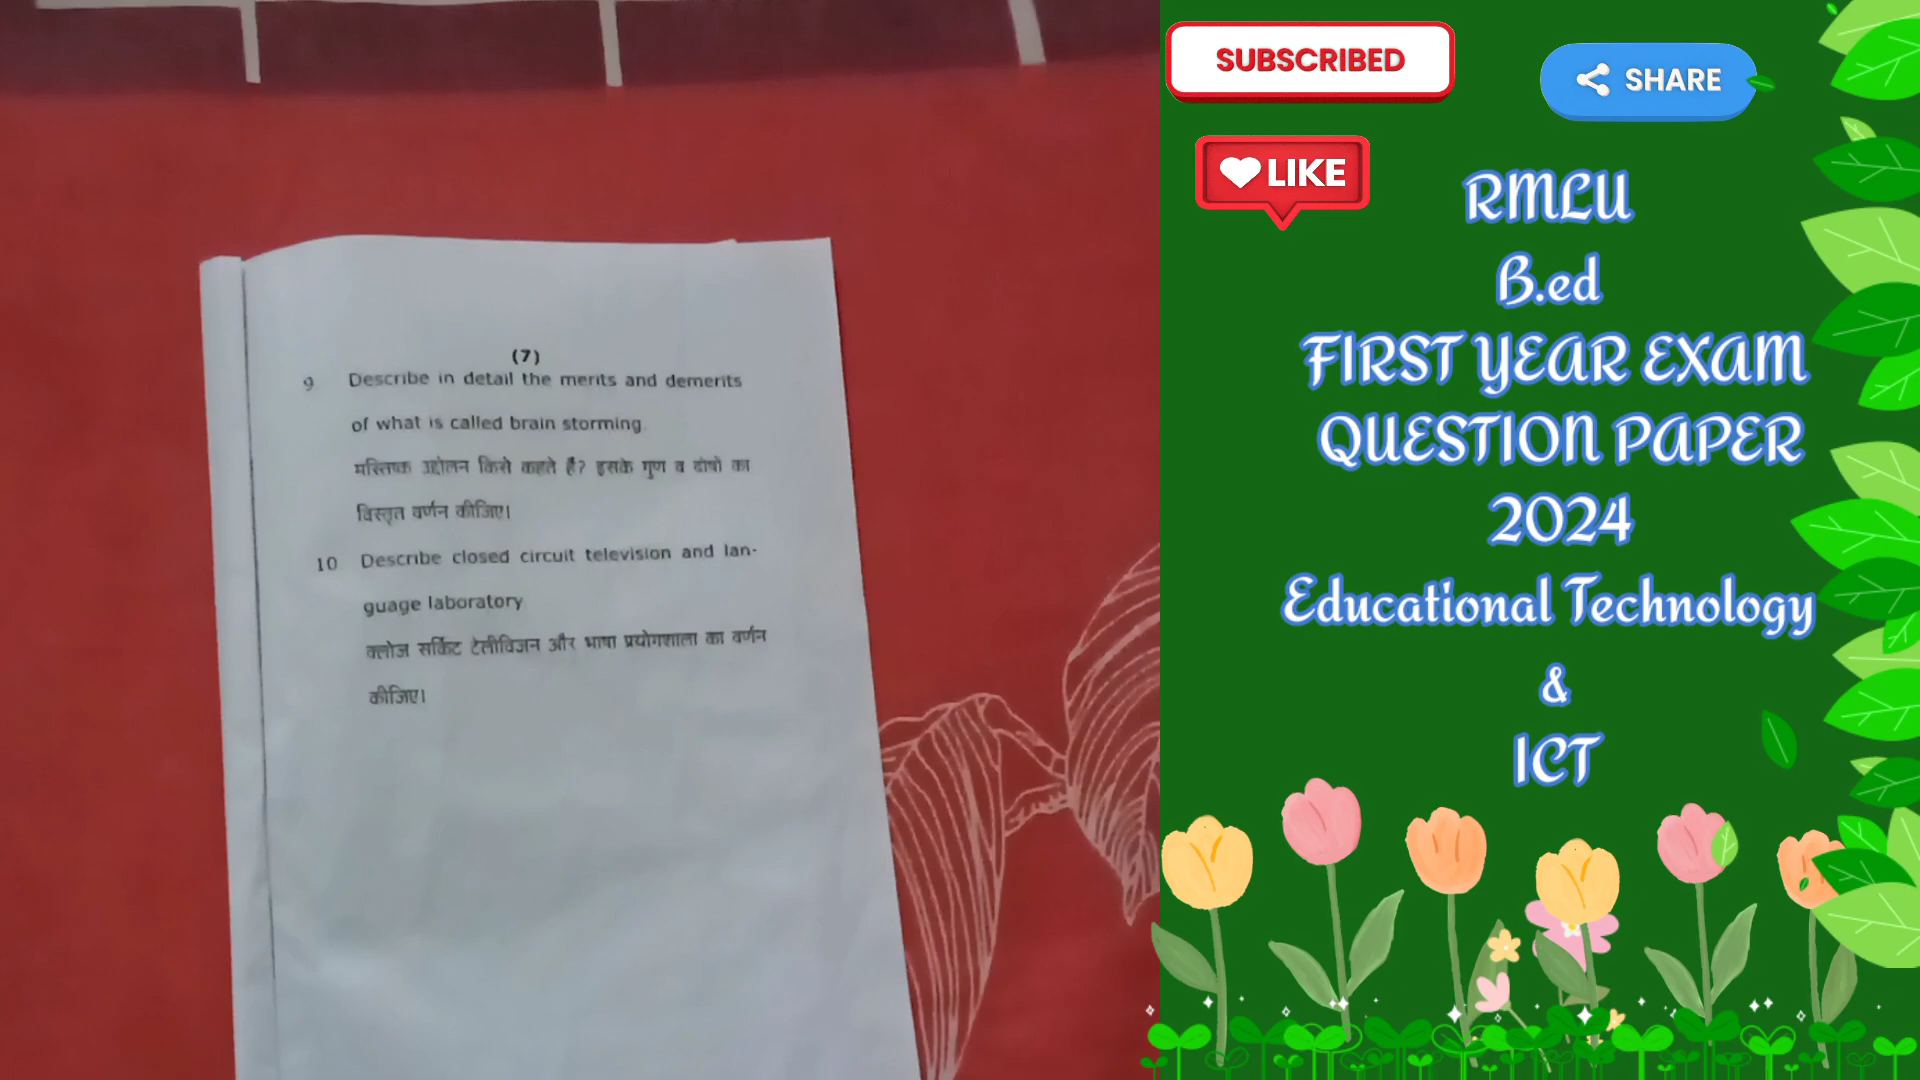 (7)
9 Describe in detail the merits and demerits
of what is called brain storming.
मस्तिष्क उद्वोलन किसे कहते हैं? इसके गुण व दोषों का
विस्तृत वर्णन कीजिए।
10 Describe closed circuit television and lan-
guage laboratory
क्लोज सर्किट टेलीविजन और भाषा प्रयोगशाला का वर्णन
कीजिए।
SUBSCRIBED
SHARE
LIKE
RMLU
B.ed
FIRST YEAR EXAM
QUESTION PAPER
2024
Educational Technology
&
ICT